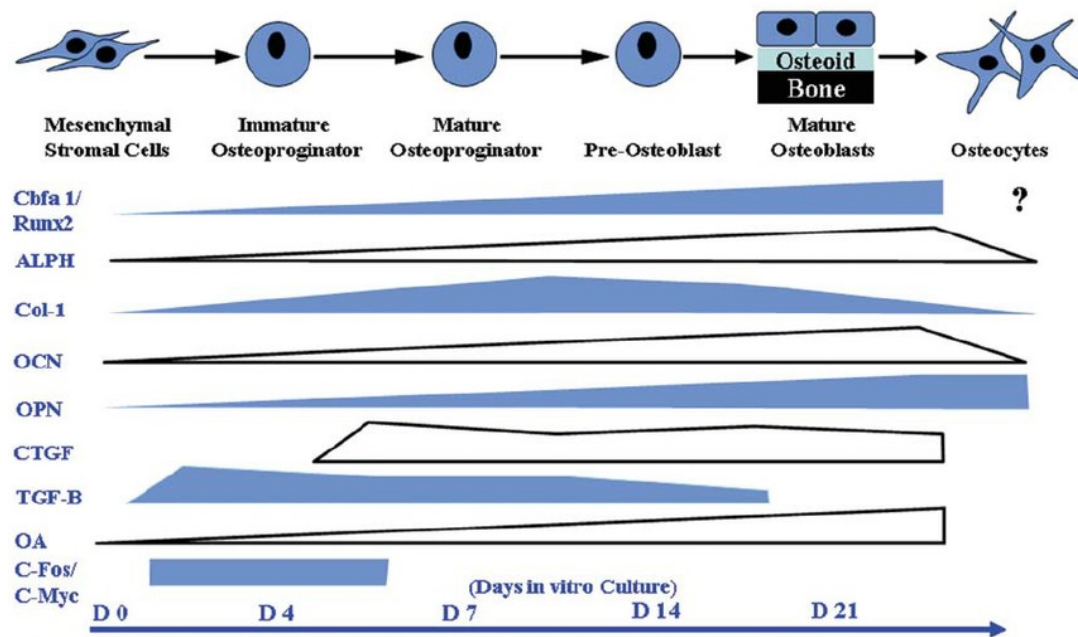 Osteoid
Bone
Mesenchymal
Stromal Cells
Immature
Osteoproginator
Mature
Osteoproginator
Pre-Osteoblast
Mature
Osteoblasts
Osteocytes
Cbfa 1/
Runx2
?
ALPH
Col-1
OCN
OPN
CTGF
TGF-B
OA
C-Fos/
C-Myc
(Days in vitro Culture)
D 0 D 4 D 7 D 14 D 21